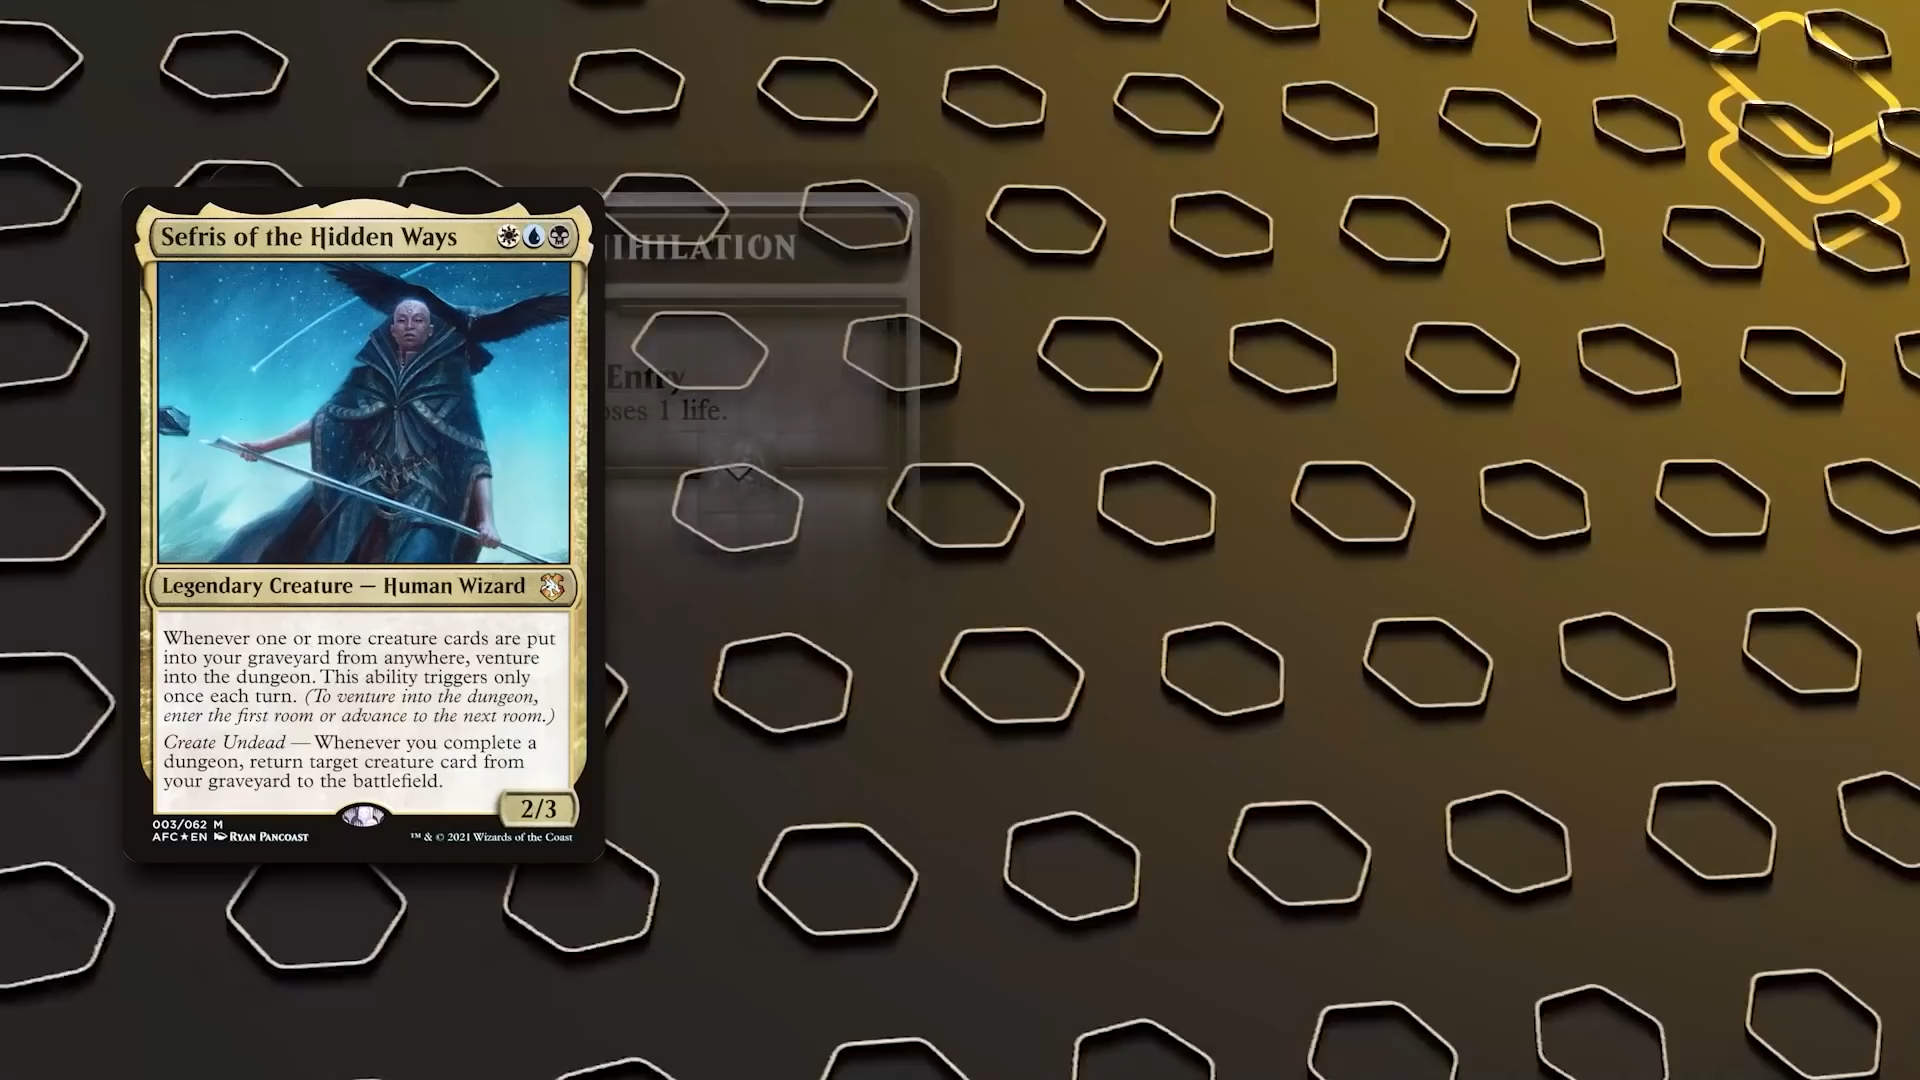 Sefris of the Hidden Ways
Legendary Creature — Human Wizard
Whenever one or more creature cards are put
into your graveyard from anywhere, venture
into the dungeon. This ability triggers only
once each turn. (To venture into the dungeon,
enter the first room or advance to the next room.)
Create Undead — Whenever you complete a
dungeon, return target creature card from
your graveyard to the battlefield.
2/3
003/062 M
AFC★EN RYAN PANCOAST
™ & © 2021 Wizards of the Coast
NIHILATION
Entry
oses 1 life.